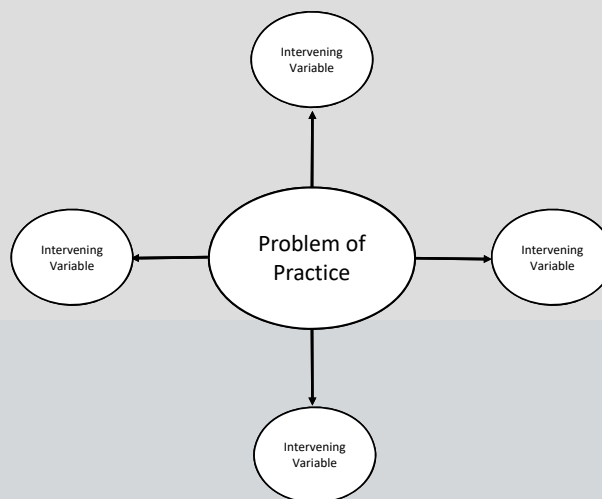 Intervening
Variable
Intervening
Variable
Problem of
Practice
Intervening
Variable
Intervening
Variable